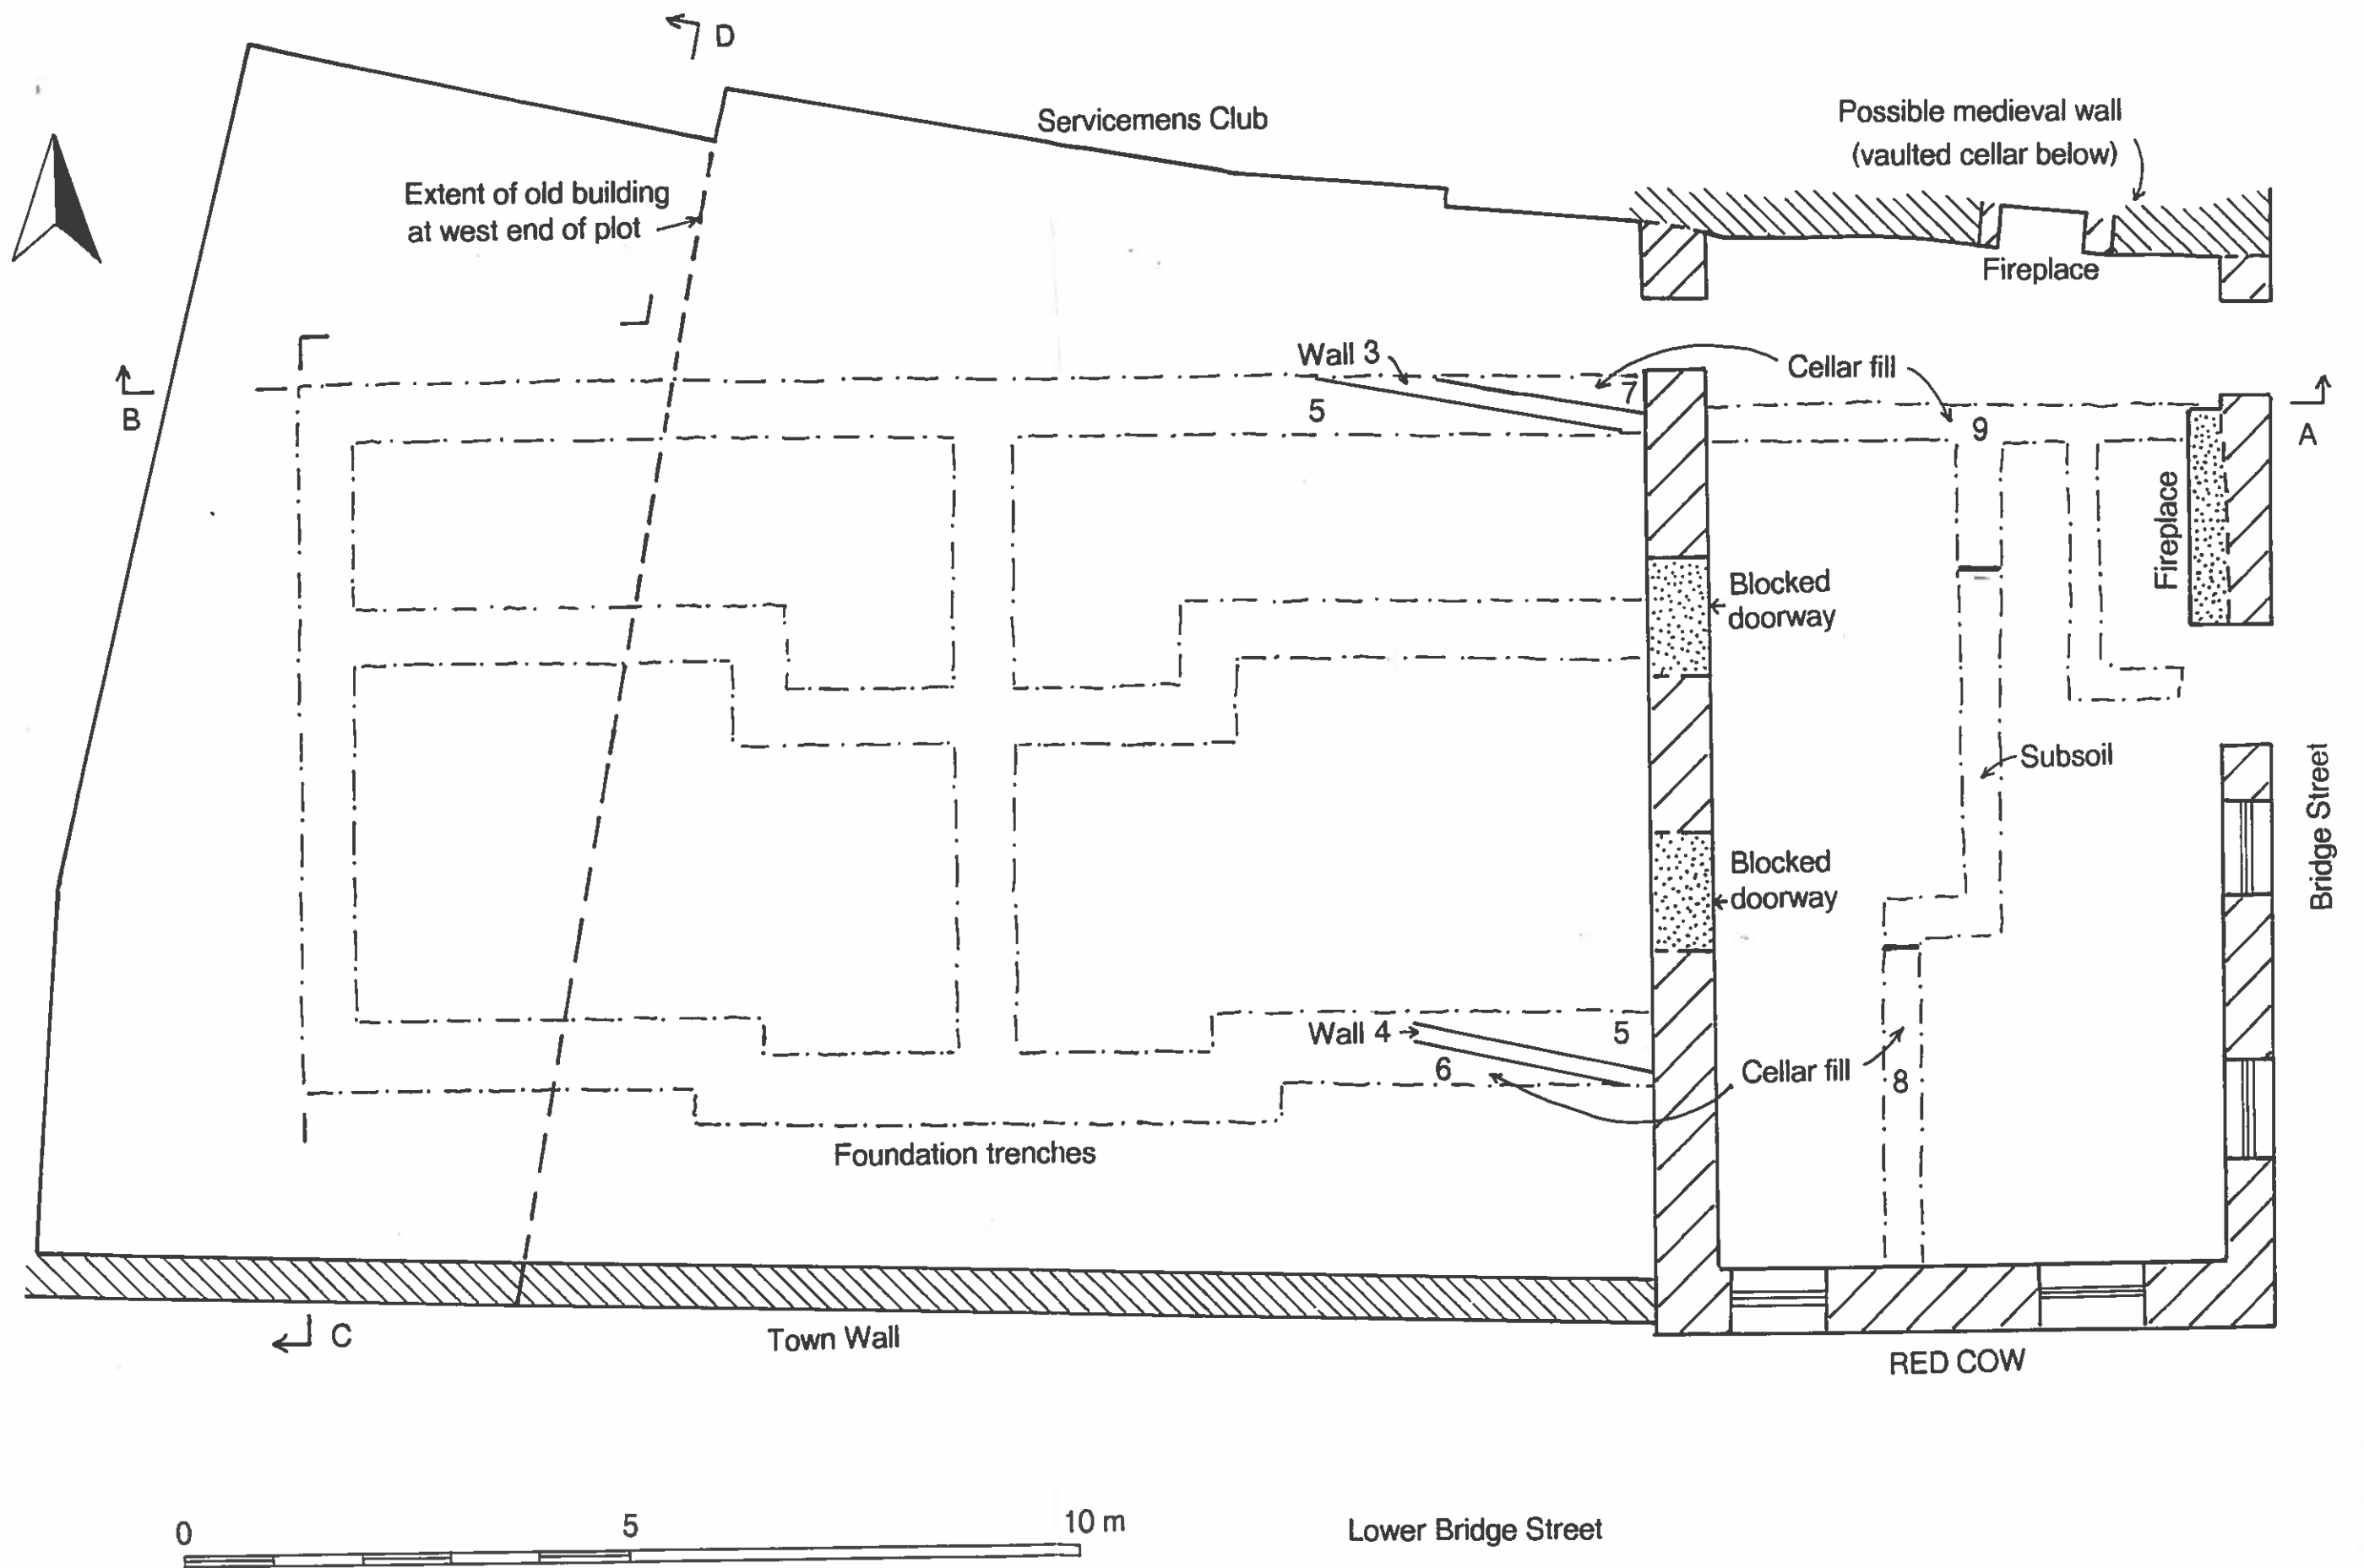 D
Servicemens Club
Possible medieval wall
(vaulted cellar below)
Extent of old building
at west end of plot
Fireplace
Wall 3
Cellar fill
7
B
5
9
A
Fireplace
Blocked
doorway
Subsoil
Bridge Street
Blocked
doorway
Wall 4
5
6
Cellar fill
8
Foundation trenches
C
Town Wall
RED COW
0
5
10 m
Lower Bridge Street